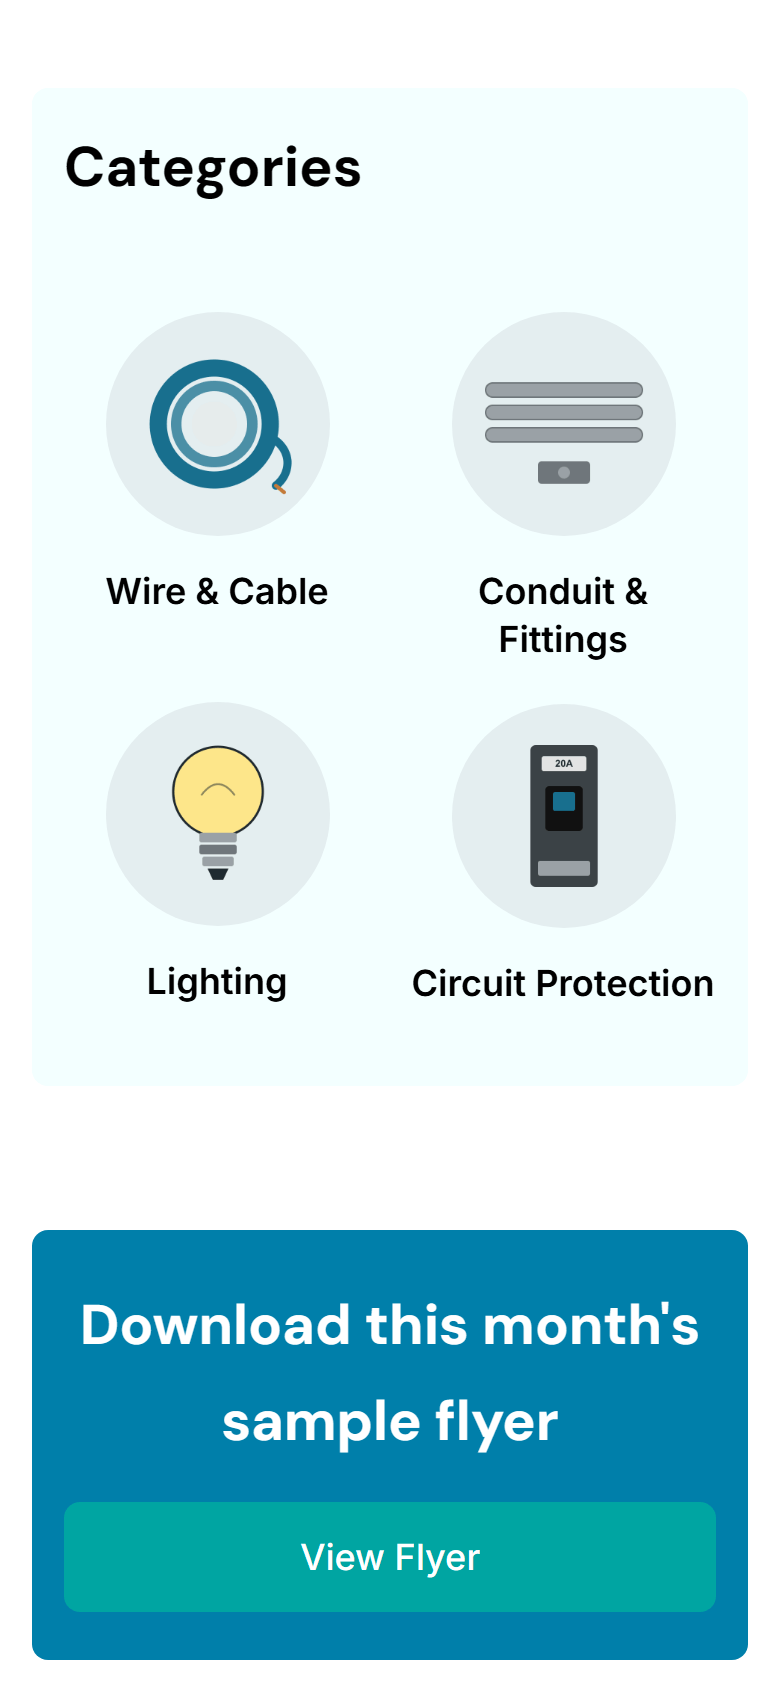 Categories
Wire & Cable
Conduit &
Fittings
Lighting
20A
Circuit Protection
Download this month's
sample flyer
View Flyer